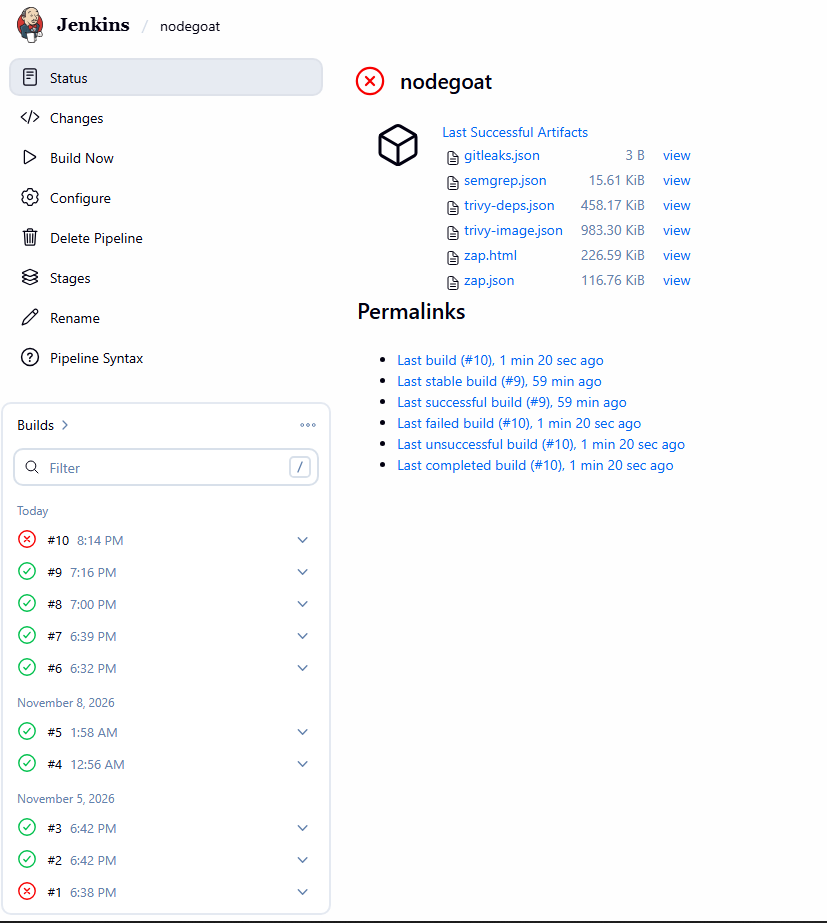 Jenkins / nodegoat
Status
Changes
Build Now
Configure
Delete Pipeline
Stages
Rename
Pipeline Syntax
Builds
Filter /
Today
#10 8:14 PM
#9 7:16 PM
#8 7:00 PM
#7 6:39 PM
#6 6:32 PM
November 8, 2026
#5 1:58 AM
#4 12:56 AM
November 5, 2026
#3 6:42 PM
#2 6:42 PM
#1 6:38 PM
nodegoat
Last Successful Artifacts
gitleaks.json 3 B view
semgrep.json 15.61 KiB view
trivy-deps.json 458.17 KiB view
trivy-image.json 983.30 KiB view
zap.html 226.59 KiB view
zap.json 116.76 KiB view
Permalinks
Last build (#10), 1 min 20 sec ago
Last stable build (#9), 59 min ago
Last successful build (#9), 59 min ago
Last failed build (#10), 1 min 20 sec ago
Last unsuccessful build (#10), 1 min 20 sec ago
Last completed build (#10), 1 min 20 sec ago